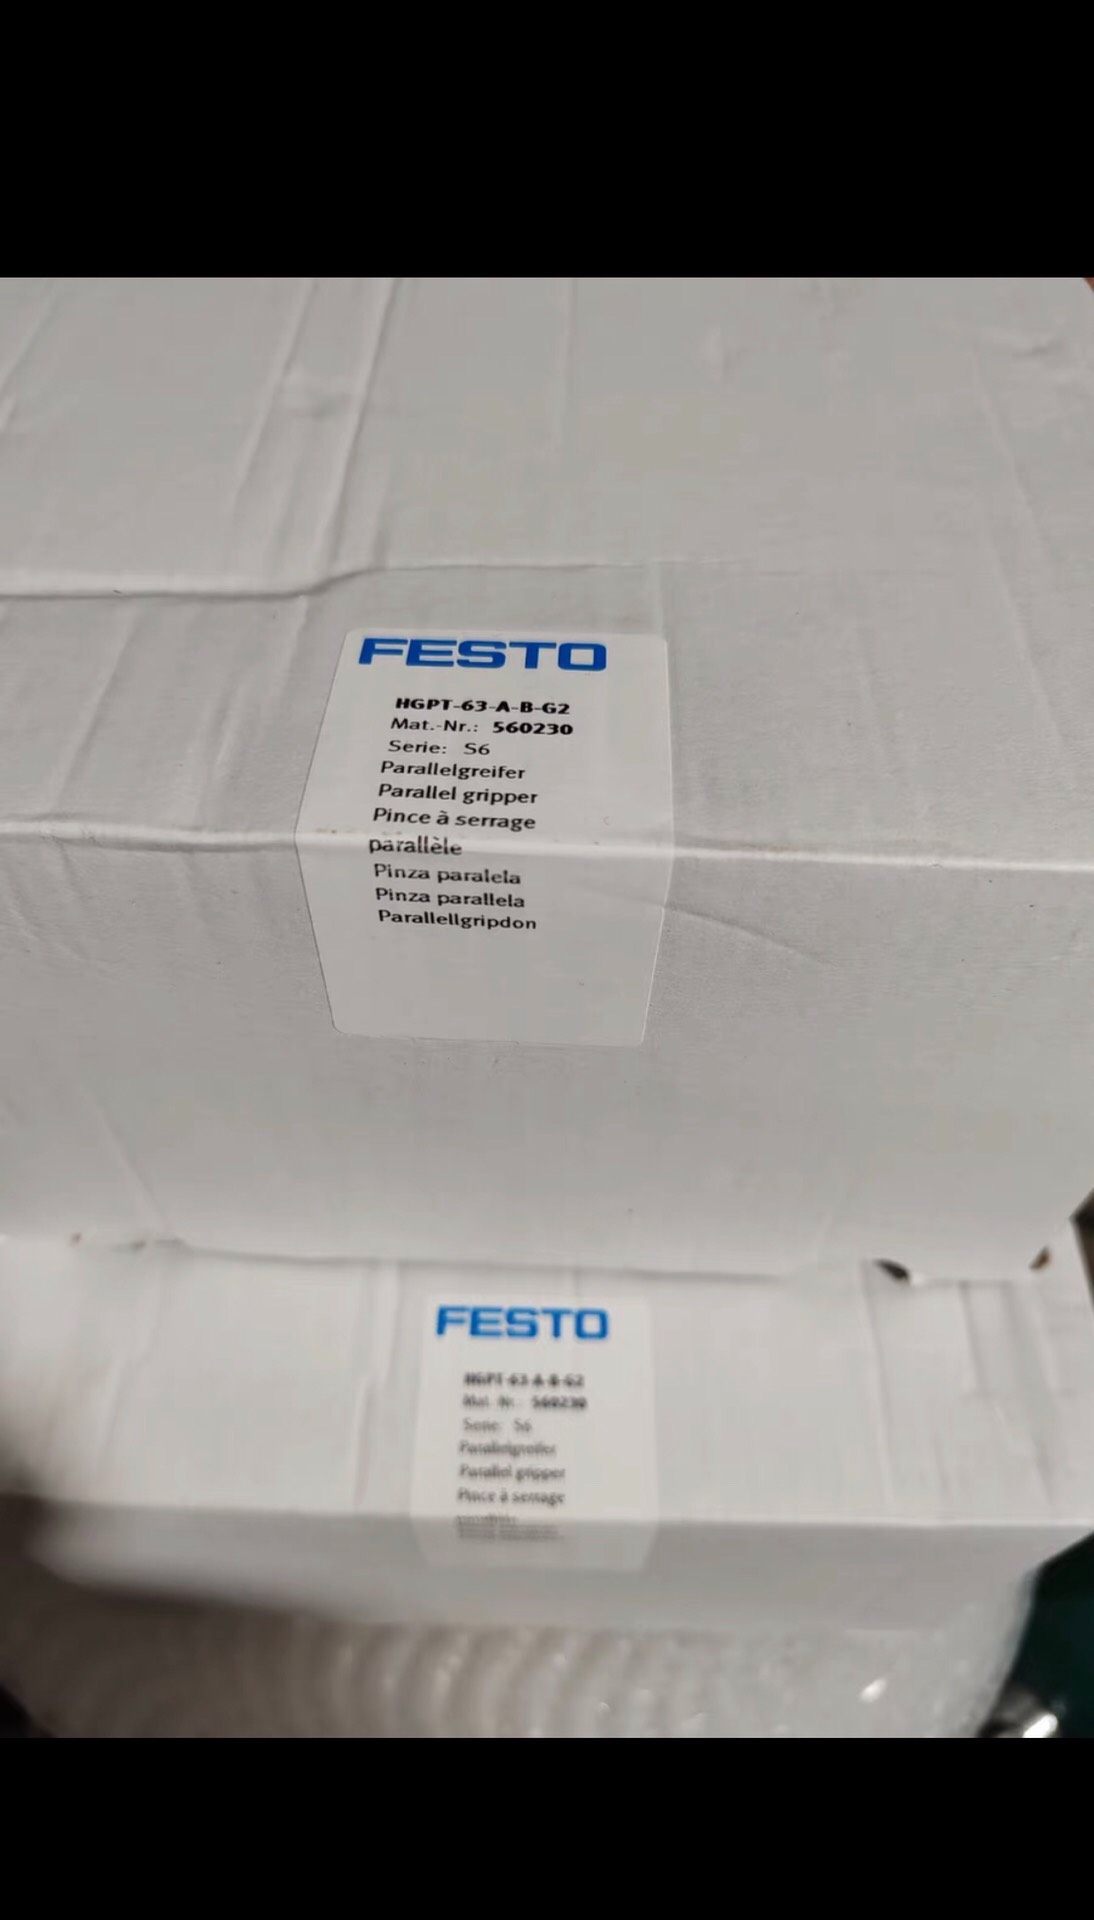 FESTO
HGPT-63-A-B-G2
Mat.-Nr.: 560230
Serie: S6
Parallelgreifer
Parallel gripper
Pince à serrage
parallèle
Pinza paralela
Pinza parallela
Parallellgripdon
FESTO
HGPT-63-A-B-G2
Mat.-Nr.: 560230
Serie: S6
Parallelgreifer
Parallel gripper
Pince à serrage